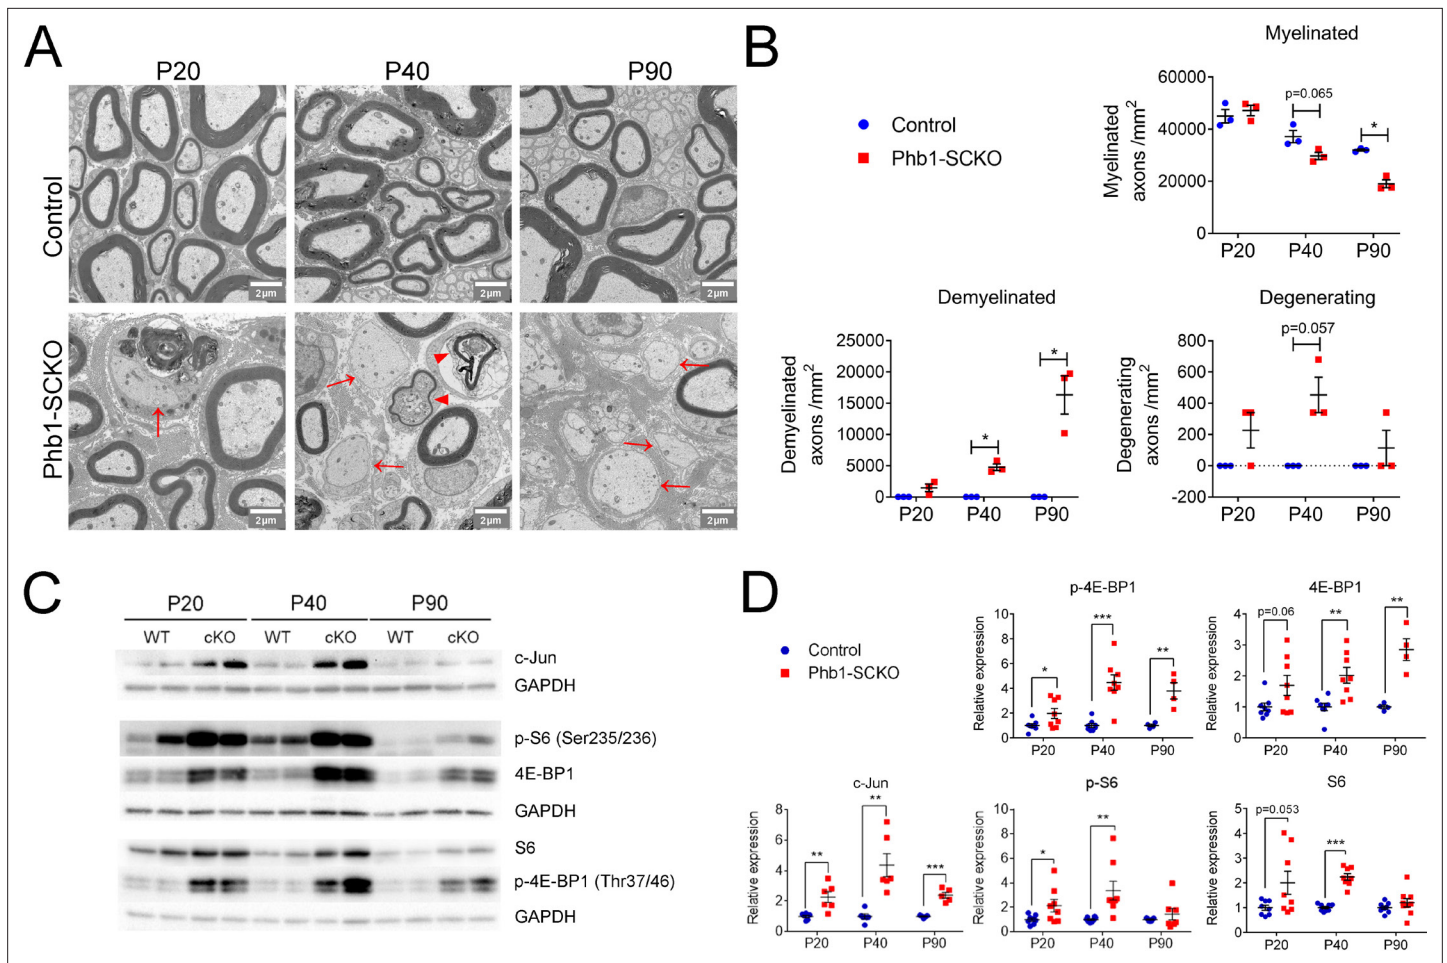 A
P20 P40 P90
Control
2µm 2µm 2µm
Phb1-SCKO
2µm 2µm 2µm
B
Control
Phb1-SCKO
Myelinated
Myelinated axons /mm²
60000
40000
20000
0
p=0.065
*
P20 P40 P90
Demyelinated
Demyelinated axons /mm²
25000
20000
15000
10000
5000
0
*
*
P20 P40 P90
Degenerating
Degenerating axons /mm²
800
600
400
200
0
-200
p=0.057
P20 P40 P90
C
P20 P40 P90
WT cKO WT cKO WT cKO
c-Jun
GAPDH
p-S6 (Ser235/236)
4E-BP1
GAPDH
S6
p-4E-BP1 (Thr37/46)
GAPDH
D
Control
Phb1-SCKO
p-4E-BP1
Relative expression
10
8
6
4
2
0
* *** **
P20 P40 P90
4E-BP1
Relative expression
4
3
2
1
0
p=0.06 ** **
P20 P40 P90
c-Jun
Relative expression
8
6
4
2
0
** ** ***
P20 P40 P90
p-S6
Relative expression
10
8
6
4
2
0
* **
P20 P40 P90
S6
Relative expression
5
4
3
2
1
0
p=0.053 ***
P20 P40 P90